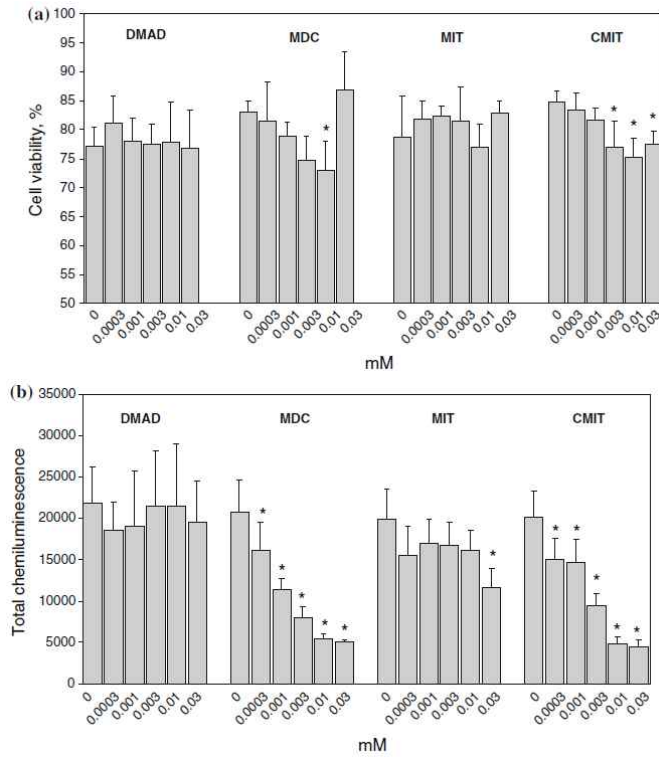 (a)
100
DMAD MDC MIT CMIT
95
90
85
80
75
70
65
60
55
50
Cell viability, %
* * * *
0 0.0003 0.001 0.003 0.01 0.03 0 0.0003 0.001 0.003 0.01 0.03 0 0.0003 0.001 0.003 0.01 0.03 0 0.0003 0.001 0.003 0.01 0.03
mM
(b)
35000
DMAD MDC MIT CMIT
30000
25000
20000
15000
10000
5000
0
Total chemiluminescence
* * * * * * * * * * *
0 0.0003 0.001 0.003 0.01 0.03 0 0.0003 0.001 0.003 0.01 0.03 0 0.0003 0.001 0.003 0.01 0.03 0 0.0003 0.001 0.003 0.01 0.03
mM